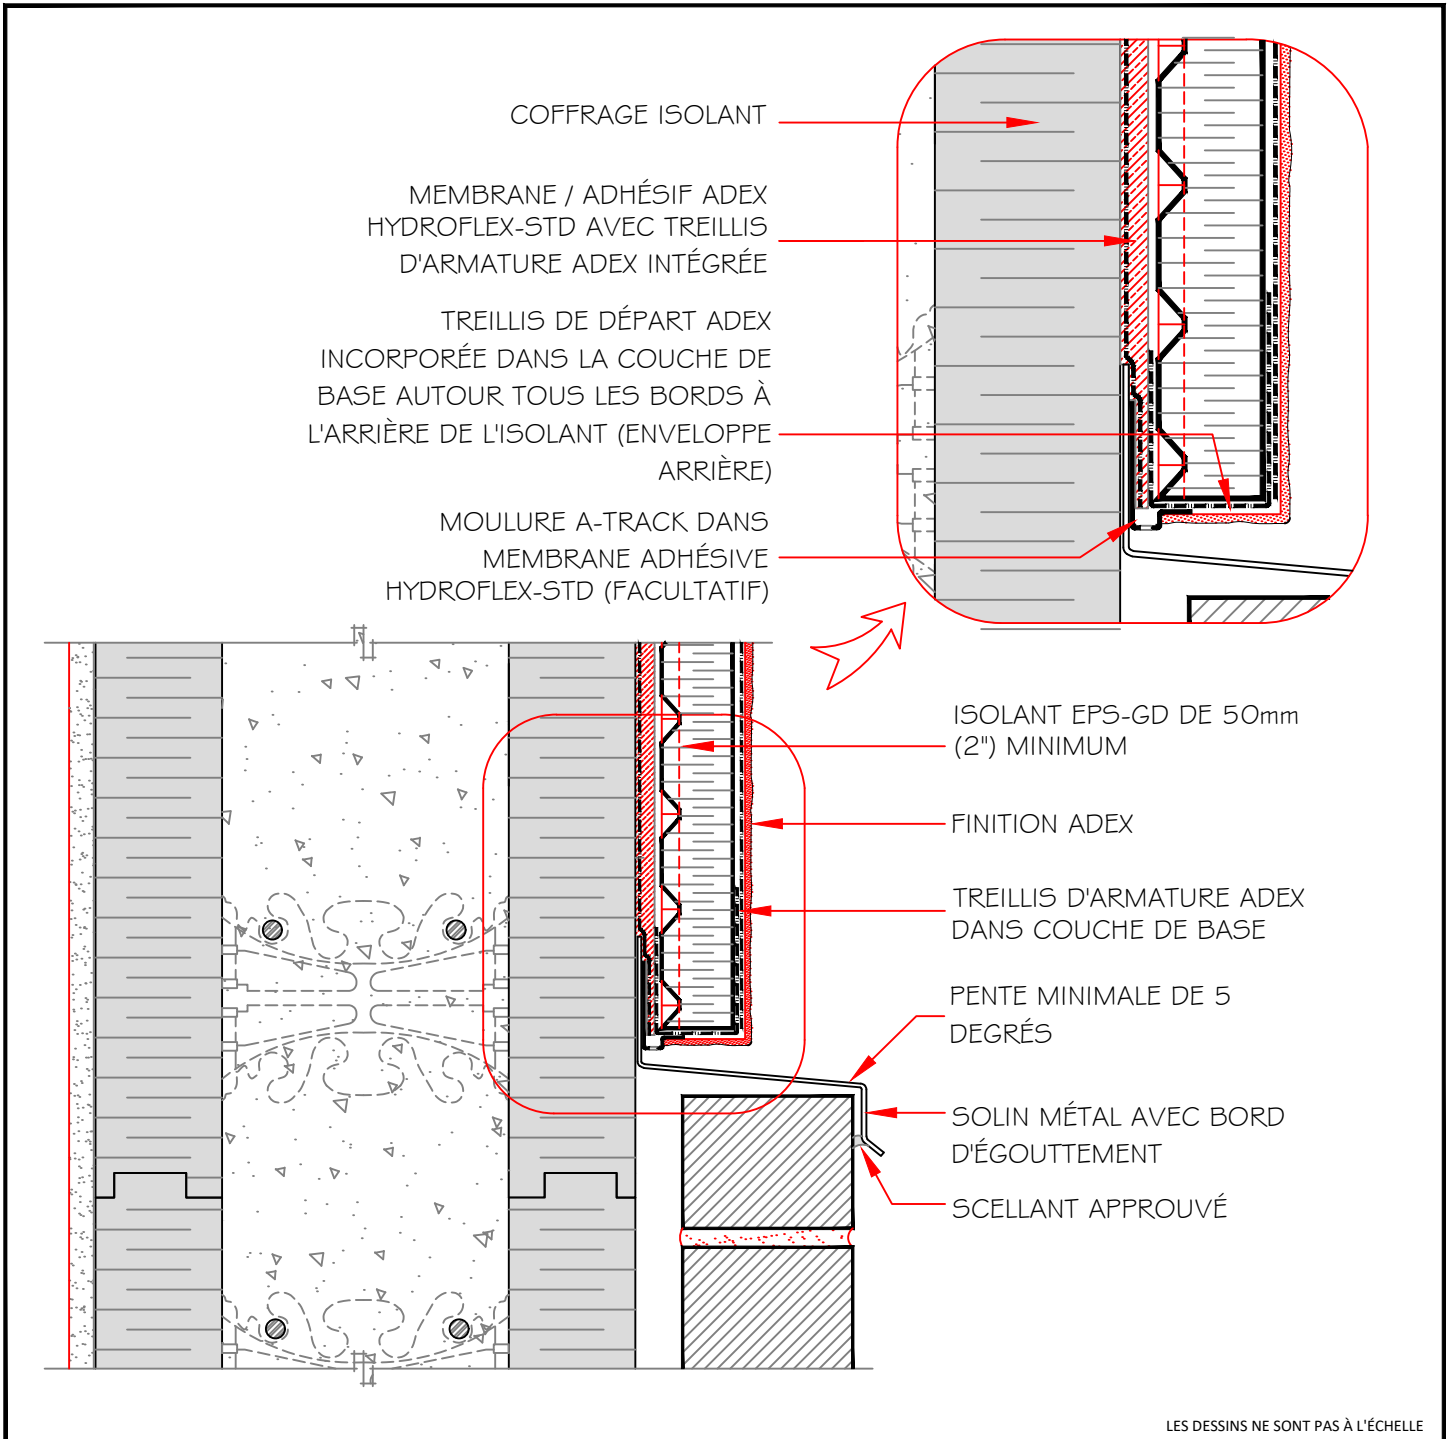 COFFRAGE ISOLANT
MEMBRANE / ADHÉSIF ADEX
HYDROFLEX-STD AVEC TREILLIS
D'ARMATURE ADEX INTÉGRÉE
TREILLIS DE DÉPART ADEX
INCORPORÉE DANS LA COUCHE DE
BASE AUTOUR TOUS LES BORDS À
L'ARRIÈRE DE L'ISOLANT (ENVELOPPE
ARRIÈRE)
MOULURE A-TRACK DANS
MEMBRANE ADHÉSIVE
HYDROFLEX-STD (FACULTATIF)
ISOLANT EPS-GD DE 50mm
(2") MINIMUM
FINITION ADEX
TREILLIS D'ARMATURE ADEX
DANS COUCHE DE BASE
PENTE MINIMALE DE 5
DEGRÉS
SOLIN MÉTAL AVEC BORD
D'ÉGOUTTEMENT
SCELLANT APPROUVÉ
LES DESSINS NE SONT PAS À L'ÉCHELLE